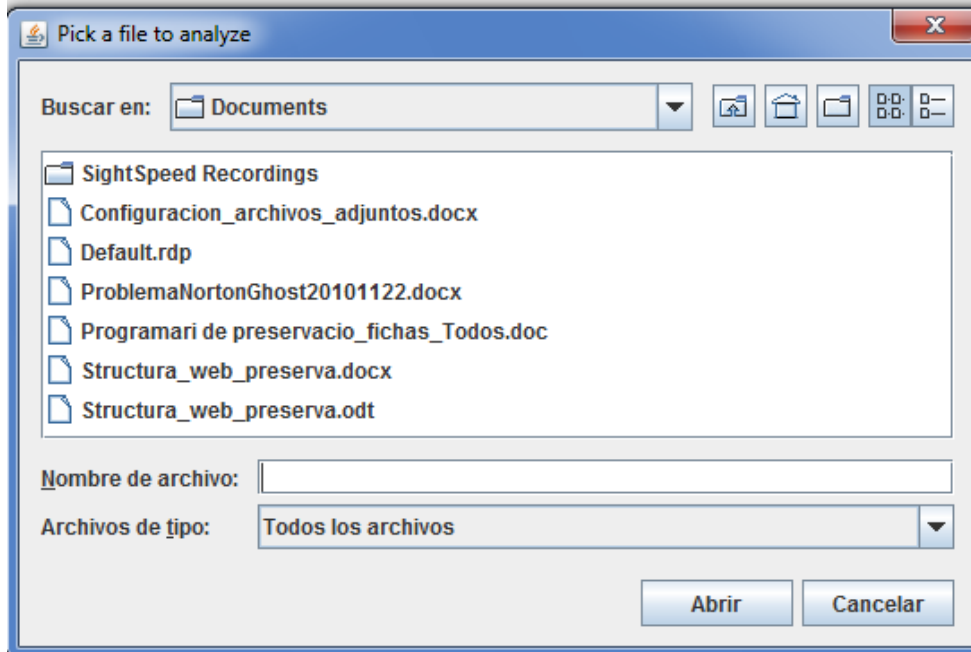 Pick a file to analyze
Buscar en: Documents
SightSpeed Recordings
Configuracion_archivos_adjuntos.docx
Default.rdp
ProblemaNortonGhost20101122.docx
Programari de preservacio_fichas_Todos.doc
Structura_web_preserva.docx
Structura_web_preserva.odt
Nombre de archivo:
Archivos de tipo: Todos los archivos
Abrir Cancelar